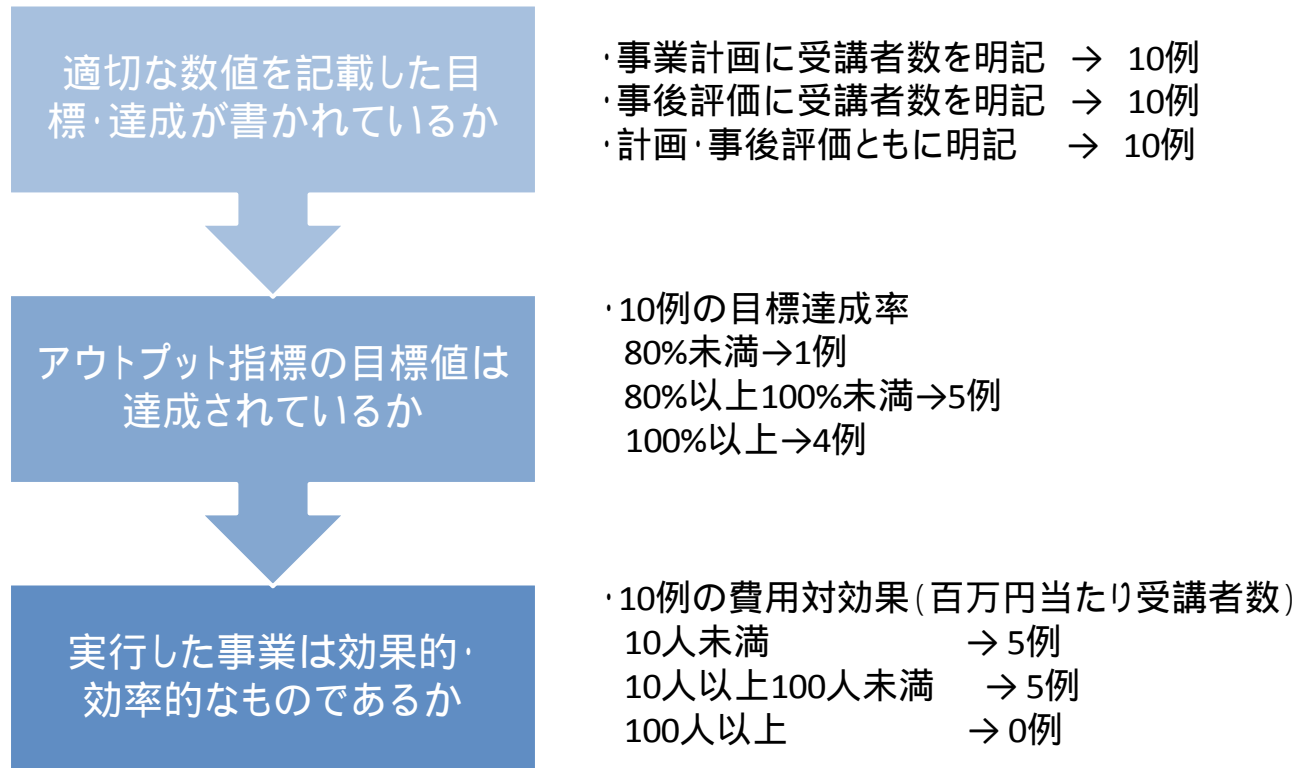 適切な数値を記載した目
標・達成が書かれているか
・事業計画に受講者数を明記 → 10例
・事後評価に受講者数を明記 → 10例
・計画・事後評価ともに明記 → 10例
アウトプット指標の目標値は
達成されているか
・10例の目標達成率
80%未満→1例
80%以上100%未満→5例
100%以上→4例
実行した事業は効果的・
効率的なものであるか
・10例の費用対効果(百万円当たり受講者数)
10人未満 → 5例
10人以上100人未満 → 5例
100人以上 → 0例